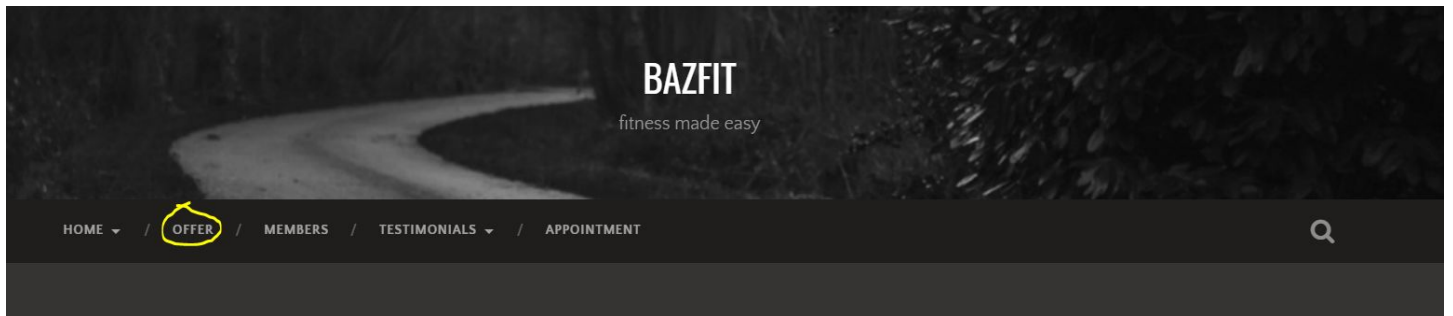 BAZFIT
fitness made easy
HOME / OFFER / MEMBERS / TESTIMONIALS / APPOINTMENT